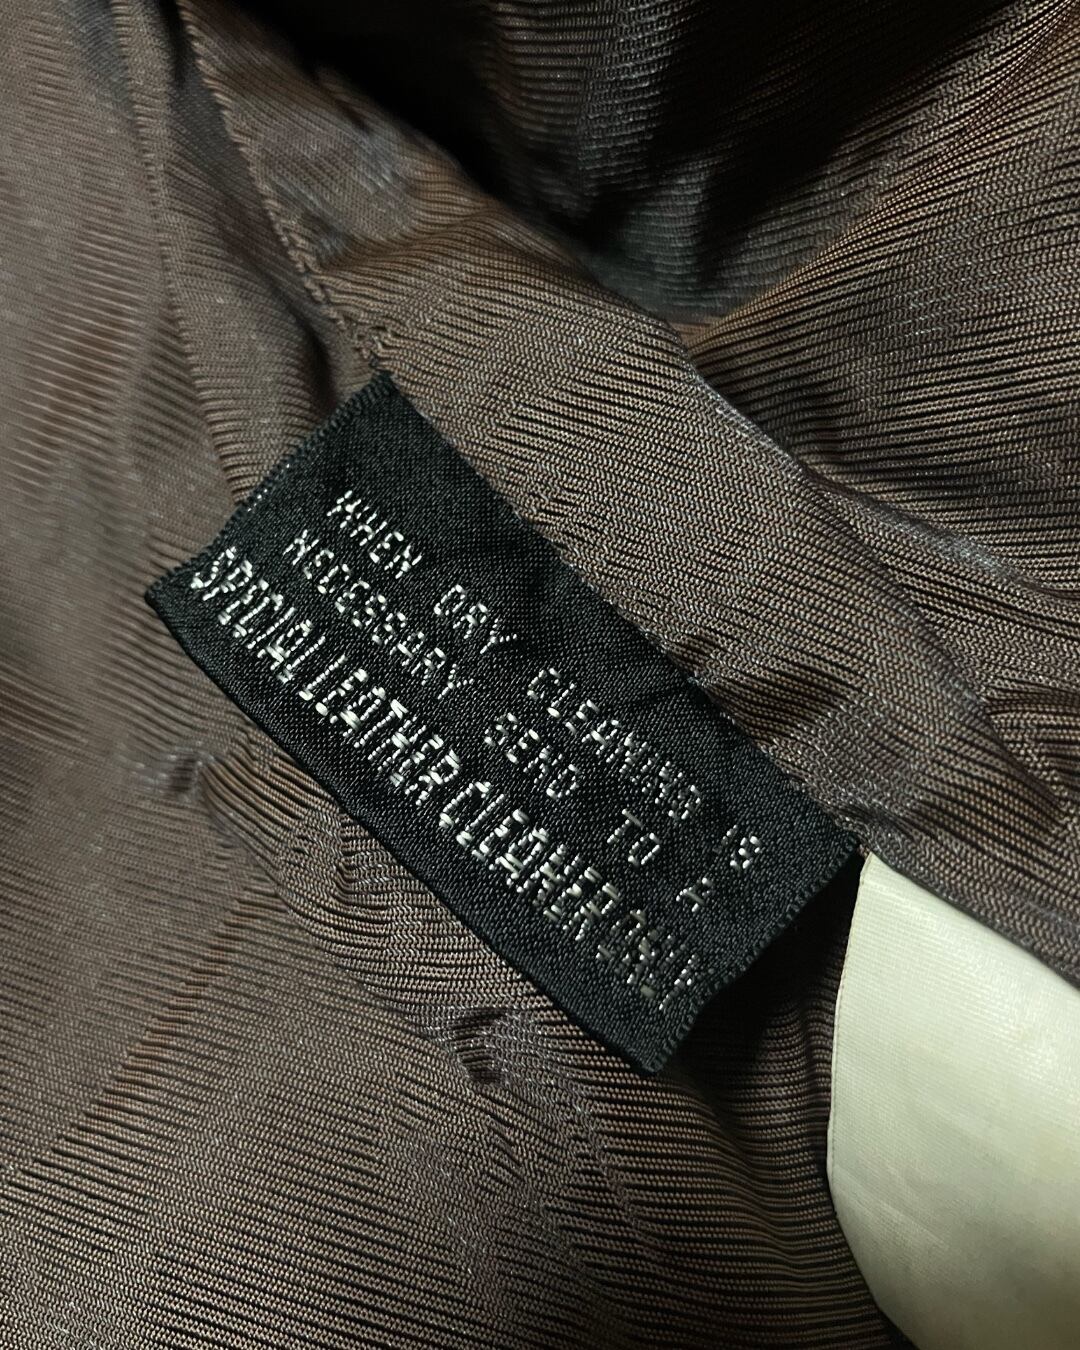 WHEN DRY CLEANING IS
NECESSARY SEND TO A
SPECIAL LEATHER CLEANER ONLY